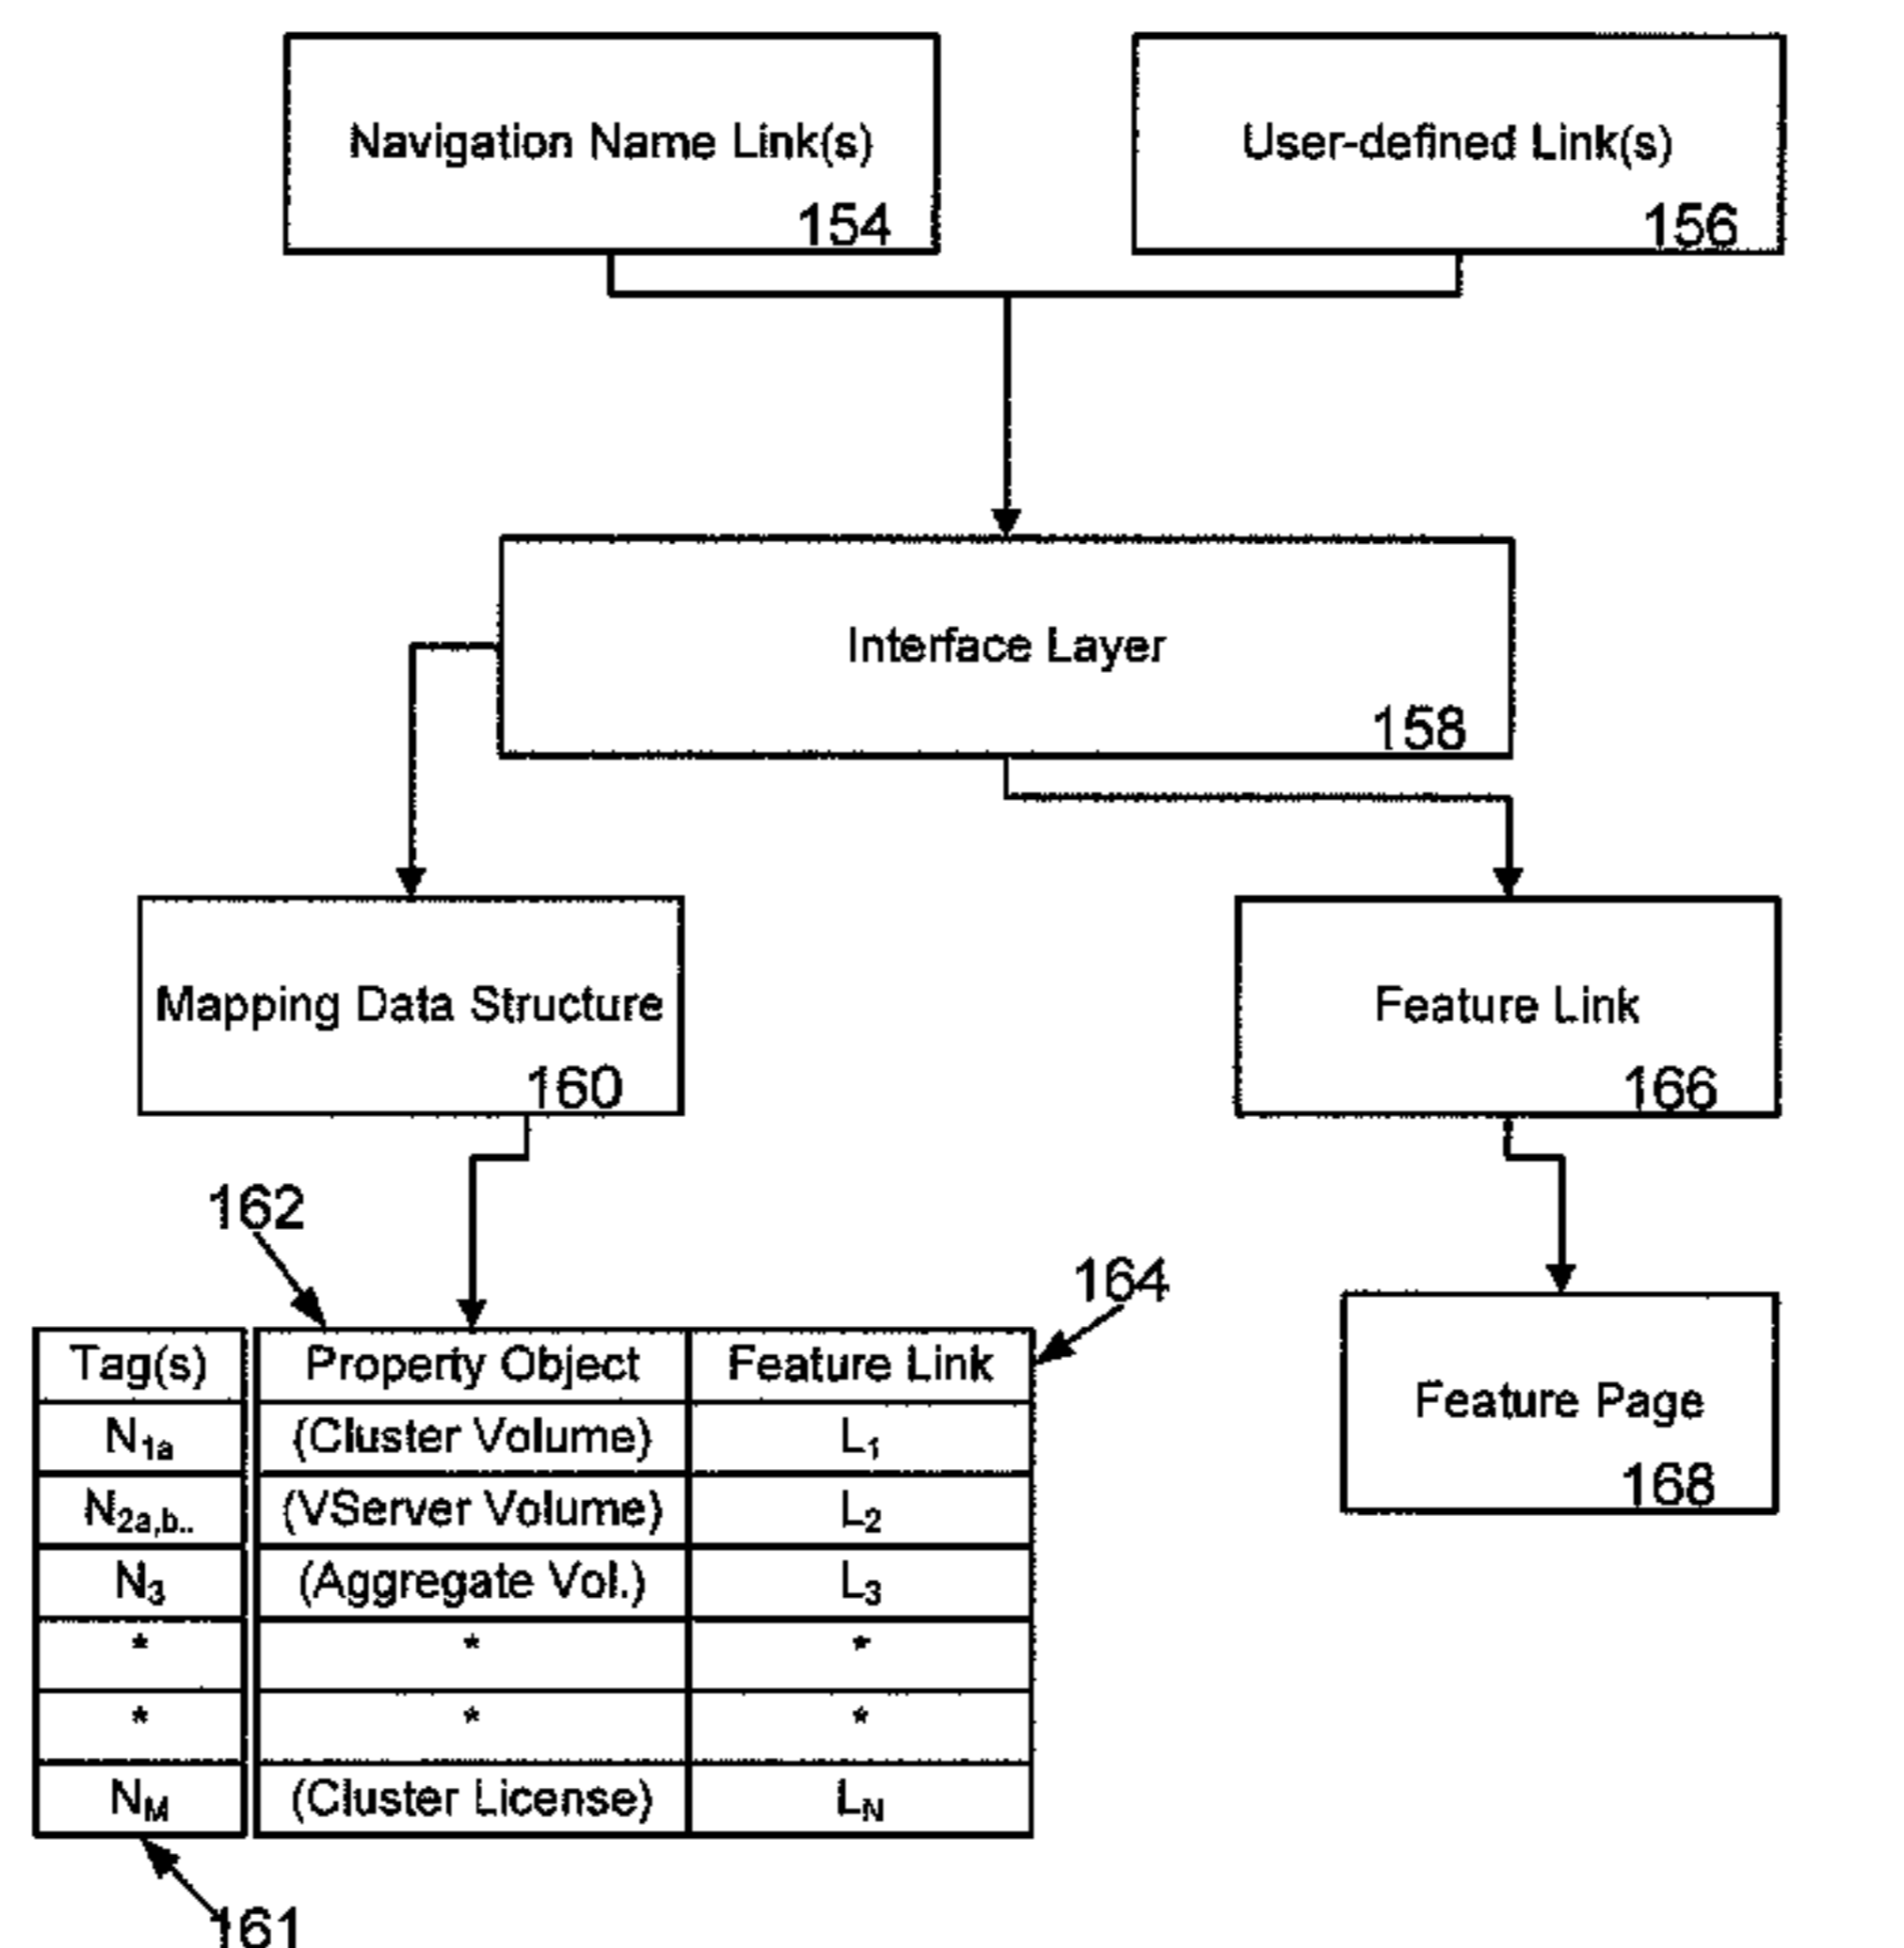 Navigation Name Link(s)
154
User-defined Link(s)
156
Interface Layer
158
Mapping Data Structure
160
Feature Link
166
162
164
Feature Page
168
Tag(s) Property Object Feature Link
N1a (Cluster Volume) L1
N2a,b.. (VServer Volume) L2
N3 (Aggregate Vol.) L3
* * *
* * *
NM (Cluster License) LN
161